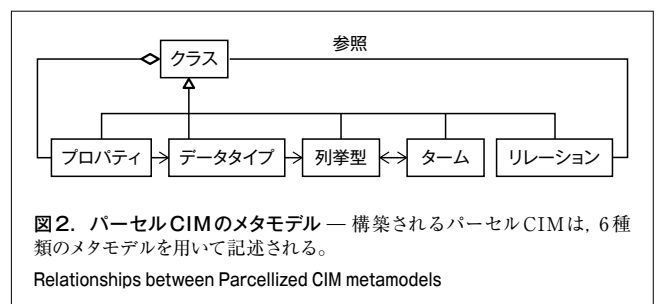 参照
クラス
プロパティ
データタイプ
列挙型
ターム
リレーション
図2．パーセルCIMのメタモデル ― 構築されるパーセルCIMは，6種
類のメタモデルを用いて記述される。
Relationships between Parcellized CIM metamodels